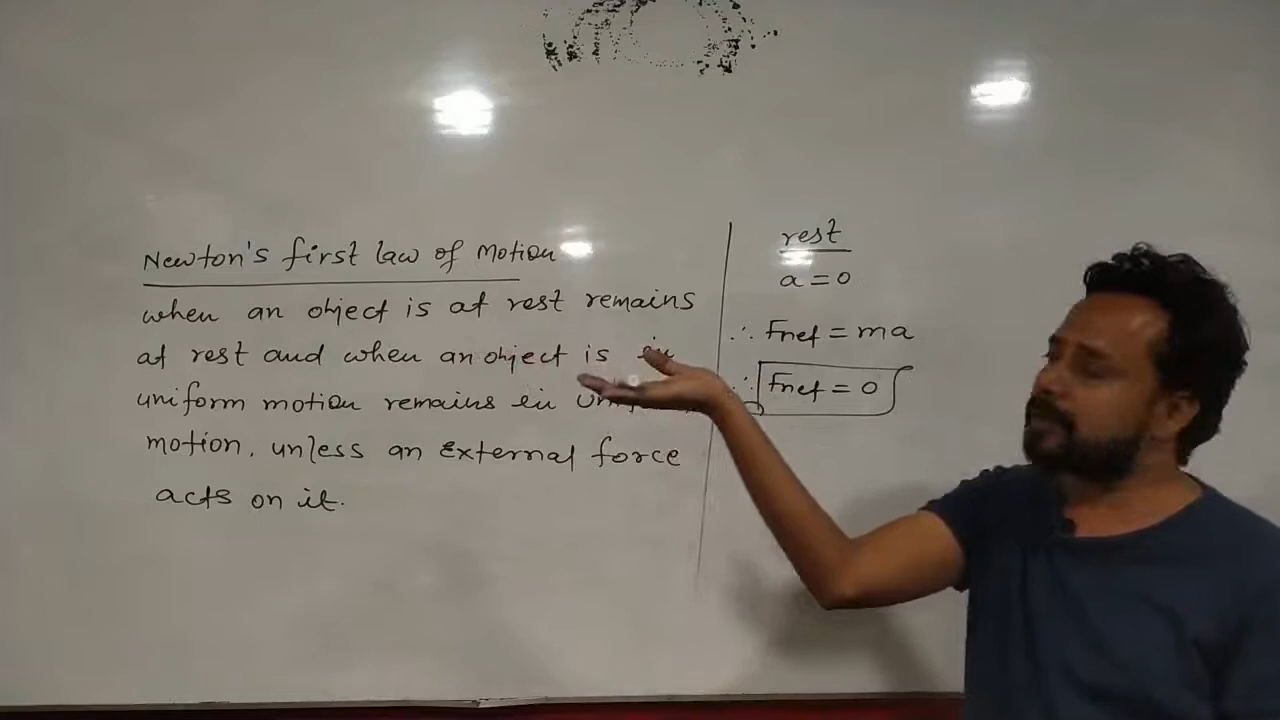 Newton's first law of Motion
when an object is at rest remains
at rest and when an object is in
uniform motion remains in
motion, unless an External force
acts on it.
rest
a = 0
∴ Fnet = ma
∴ Fnet = 0